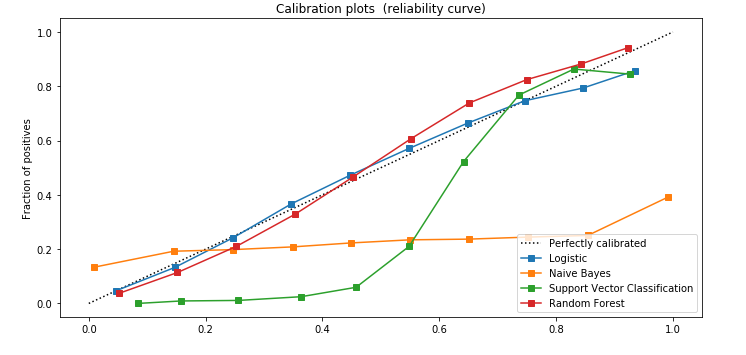 Calibration plots (reliability curve)
1.0
0.8
0.6
0.4
0.2
0.0
Fraction of positives
Perfectly calibrated
Logistic
Naive Bayes
Support Vector Classification
Random Forest
0.0 0.2 0.4 0.6 0.8 1.0